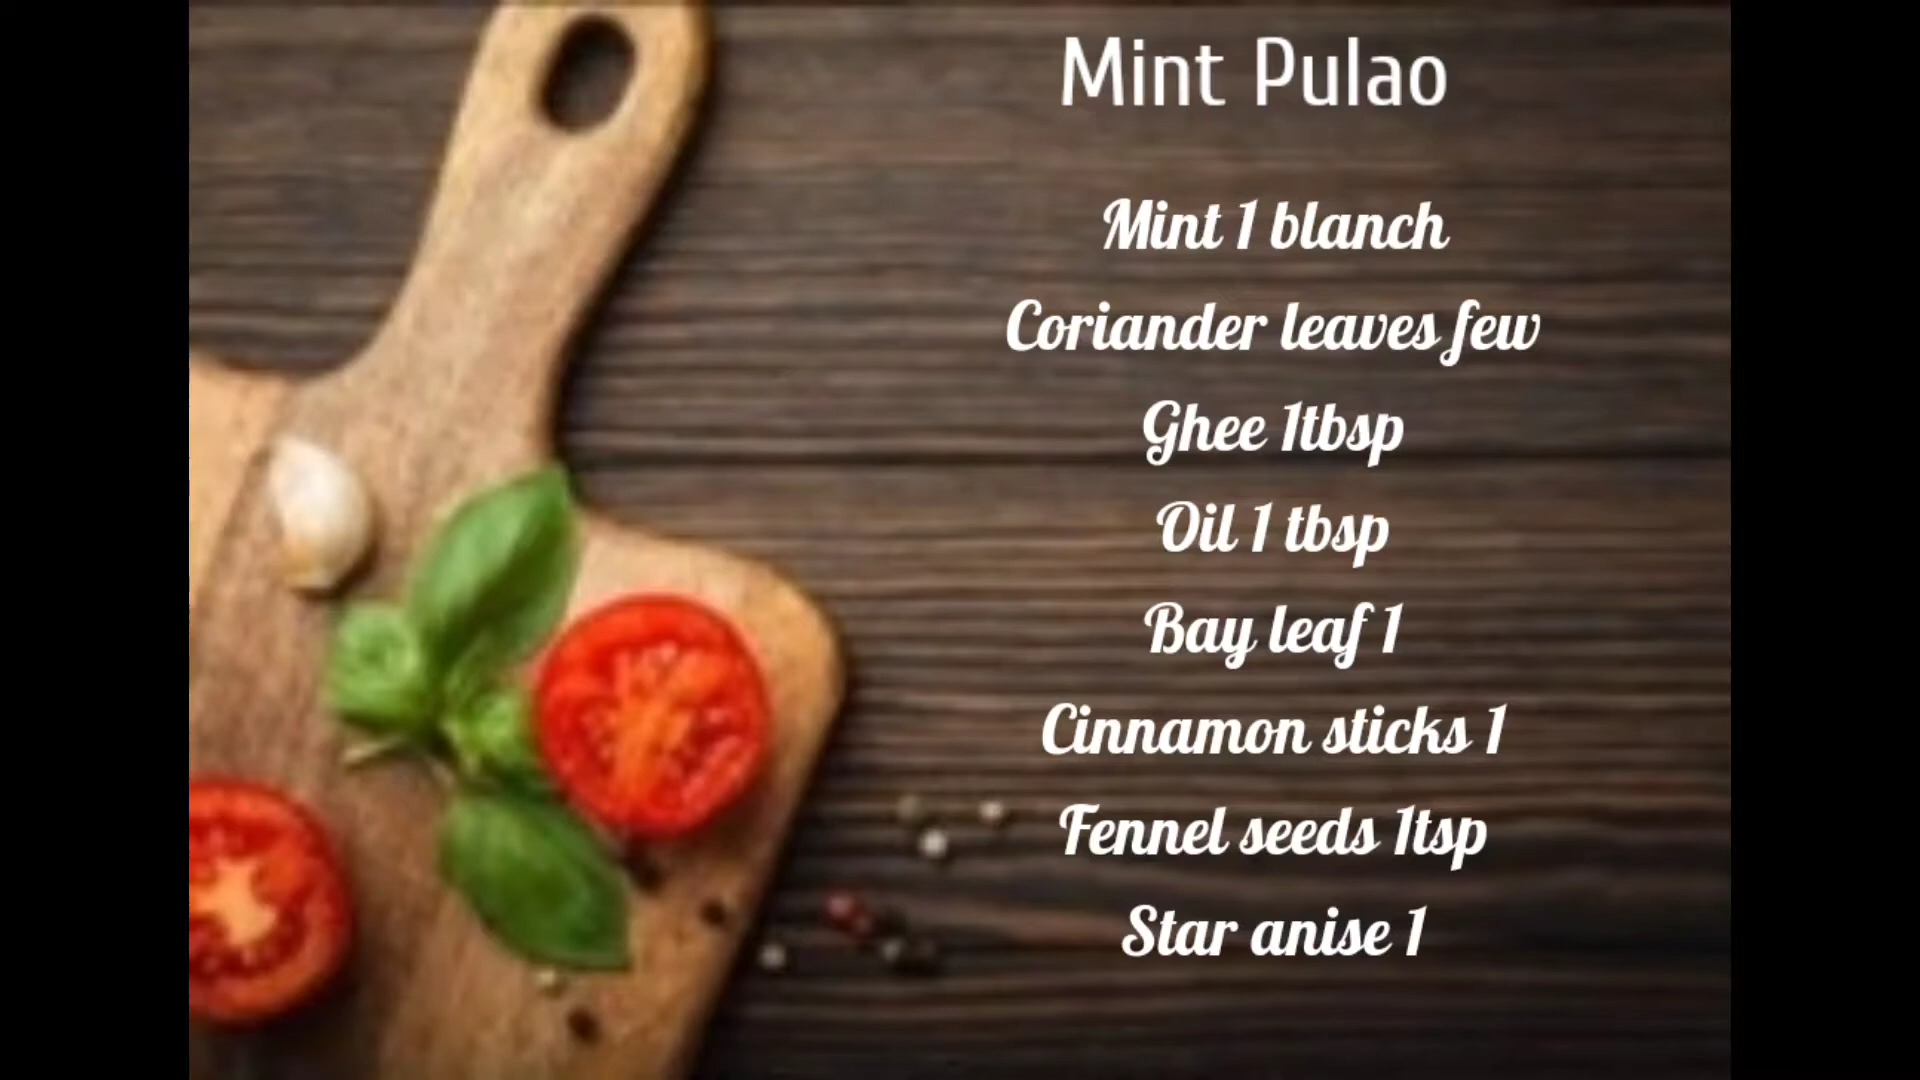 Mint Pulao
Mint 1 blanch
Coriander leaves few
Ghee 1tbsp
Oil 1 tbsp
Bay leaf 1
Cinnamon sticks 1
Fennel seeds 1tsp
Star anise 1